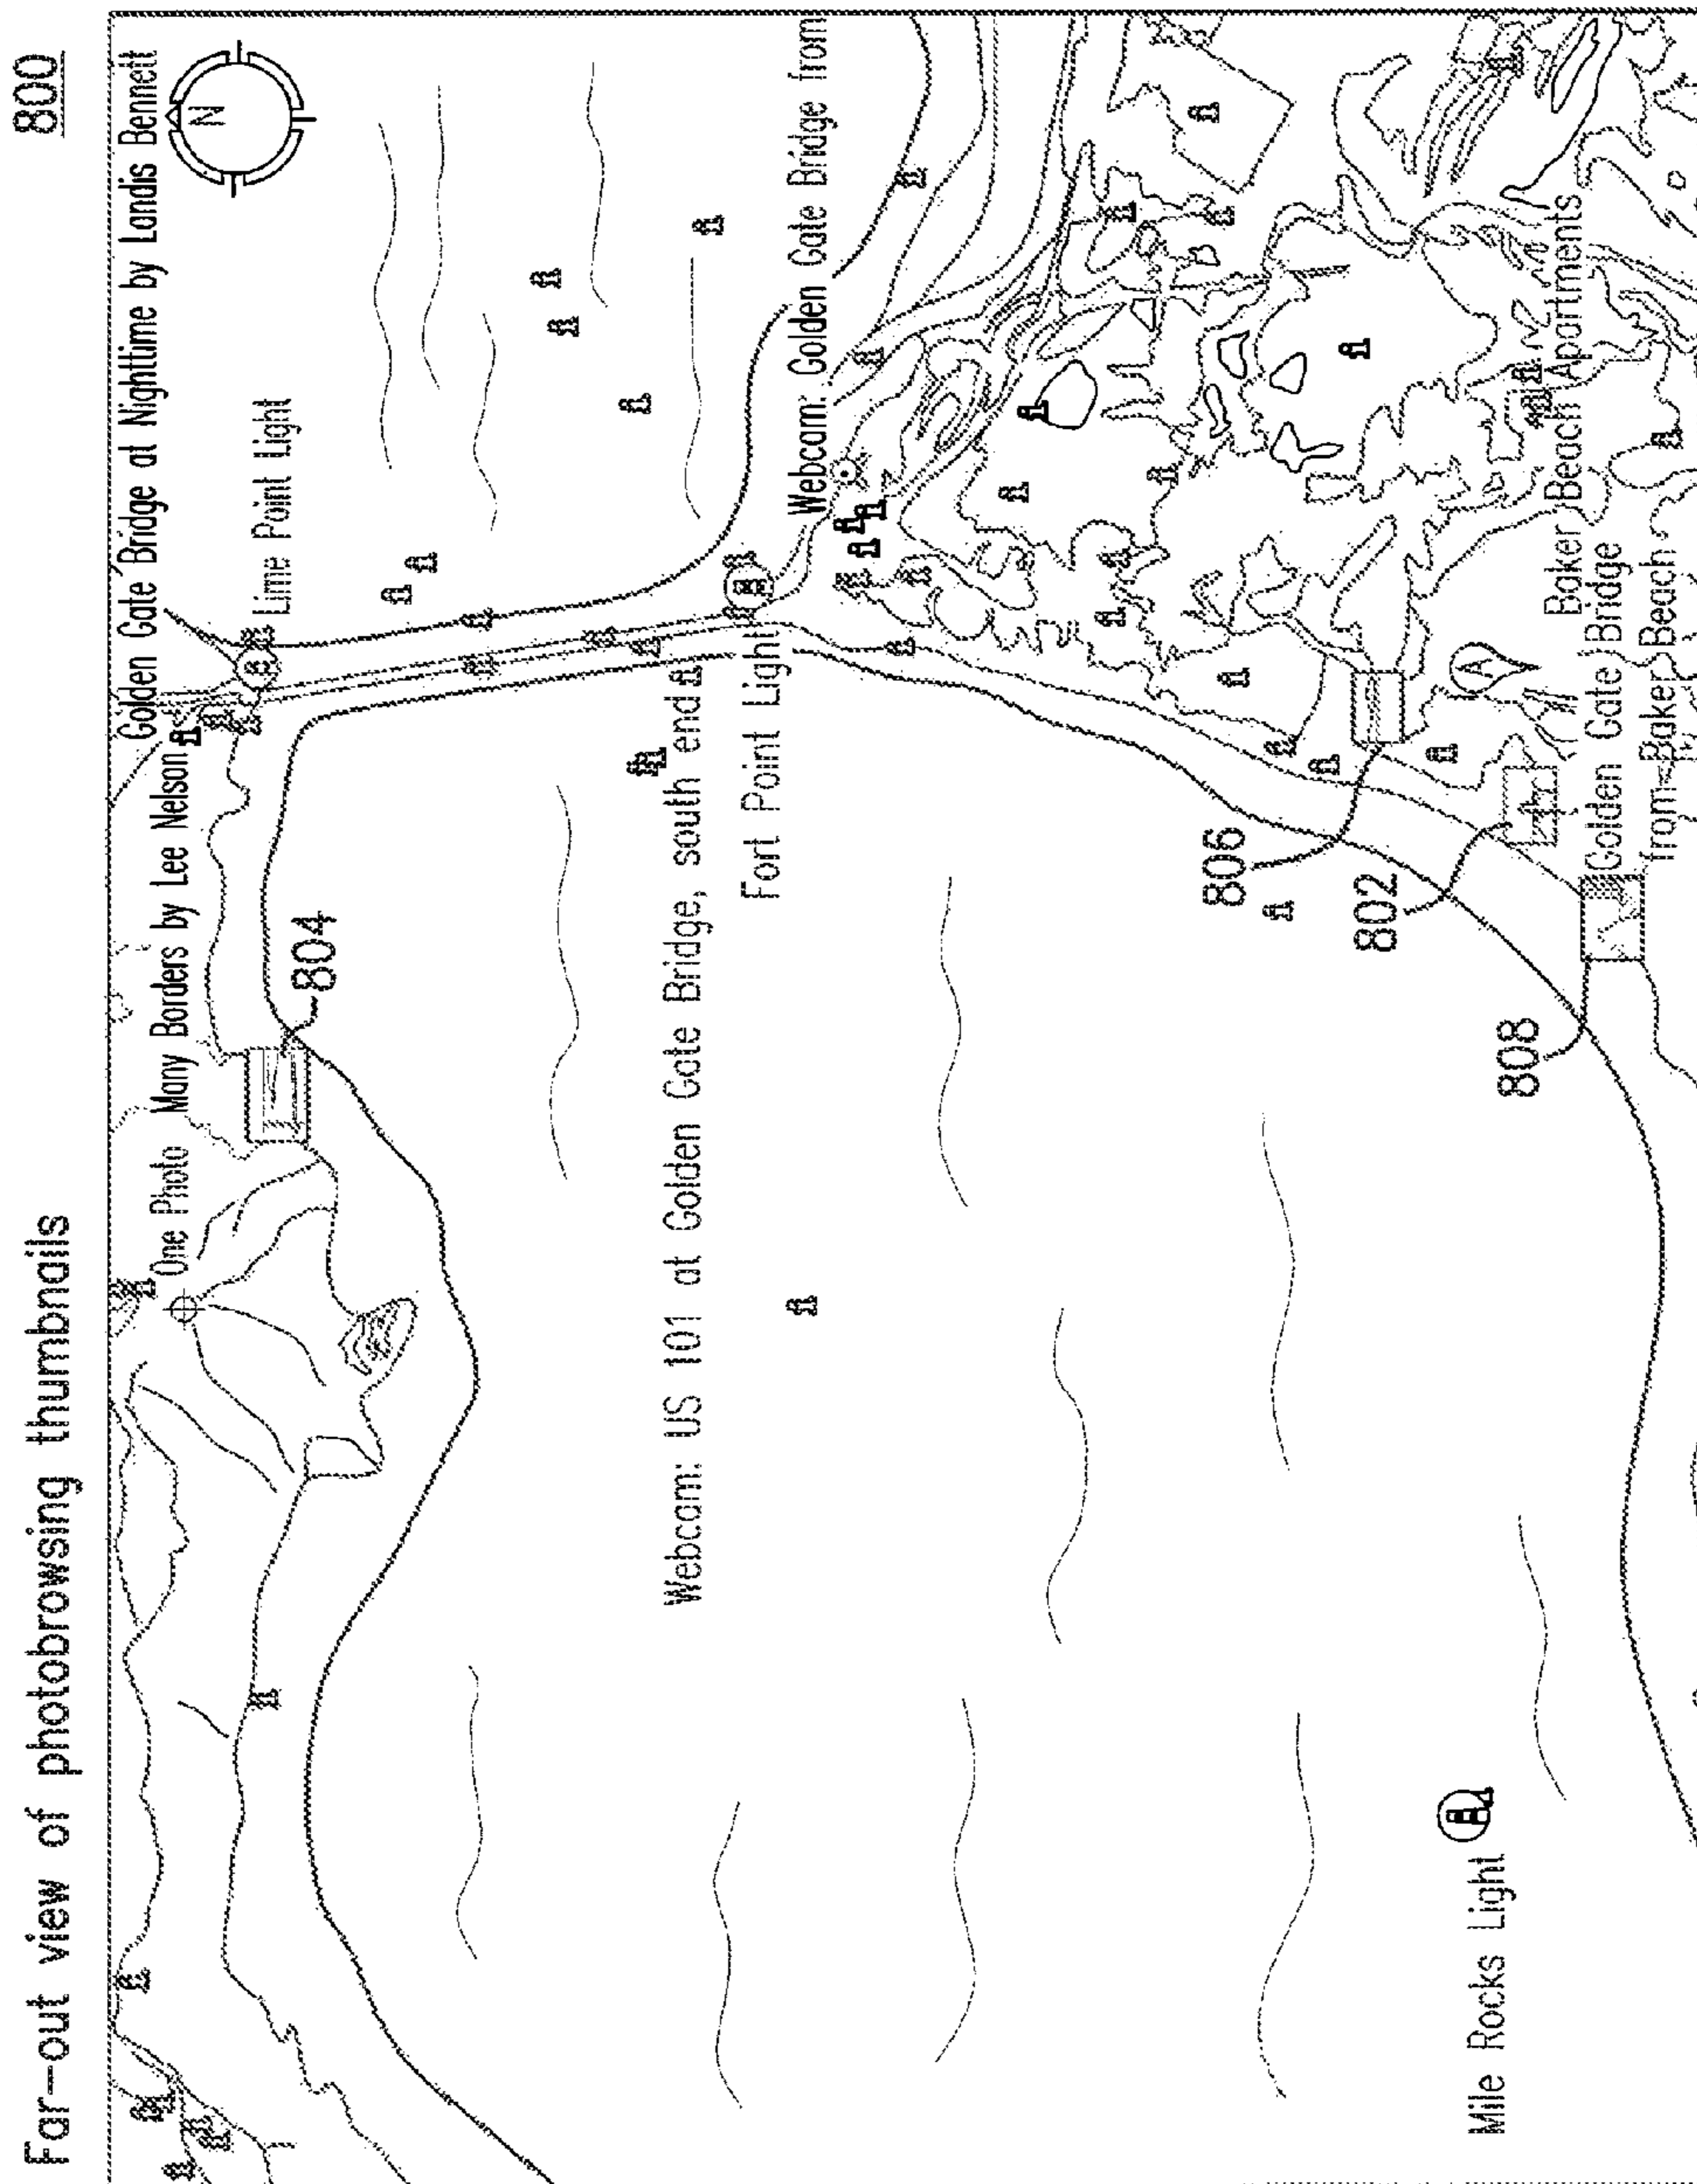 Far-out view of photobrowsing thumbnails
800
Golden Gate Bridge at Nighttime by Landis Bennett
N
One Photo
Many Borders by Lee Nelson
Lime Point Light
804
Webcam: US 101 at Golden Gate Bridge, south end
Fort Point Light
Webcam: Golden Gate Bridge from
806
802
A
808
Mile Rocks Light
Baker Beach Apartments
Golden Gate Bridge
from Baker Beach